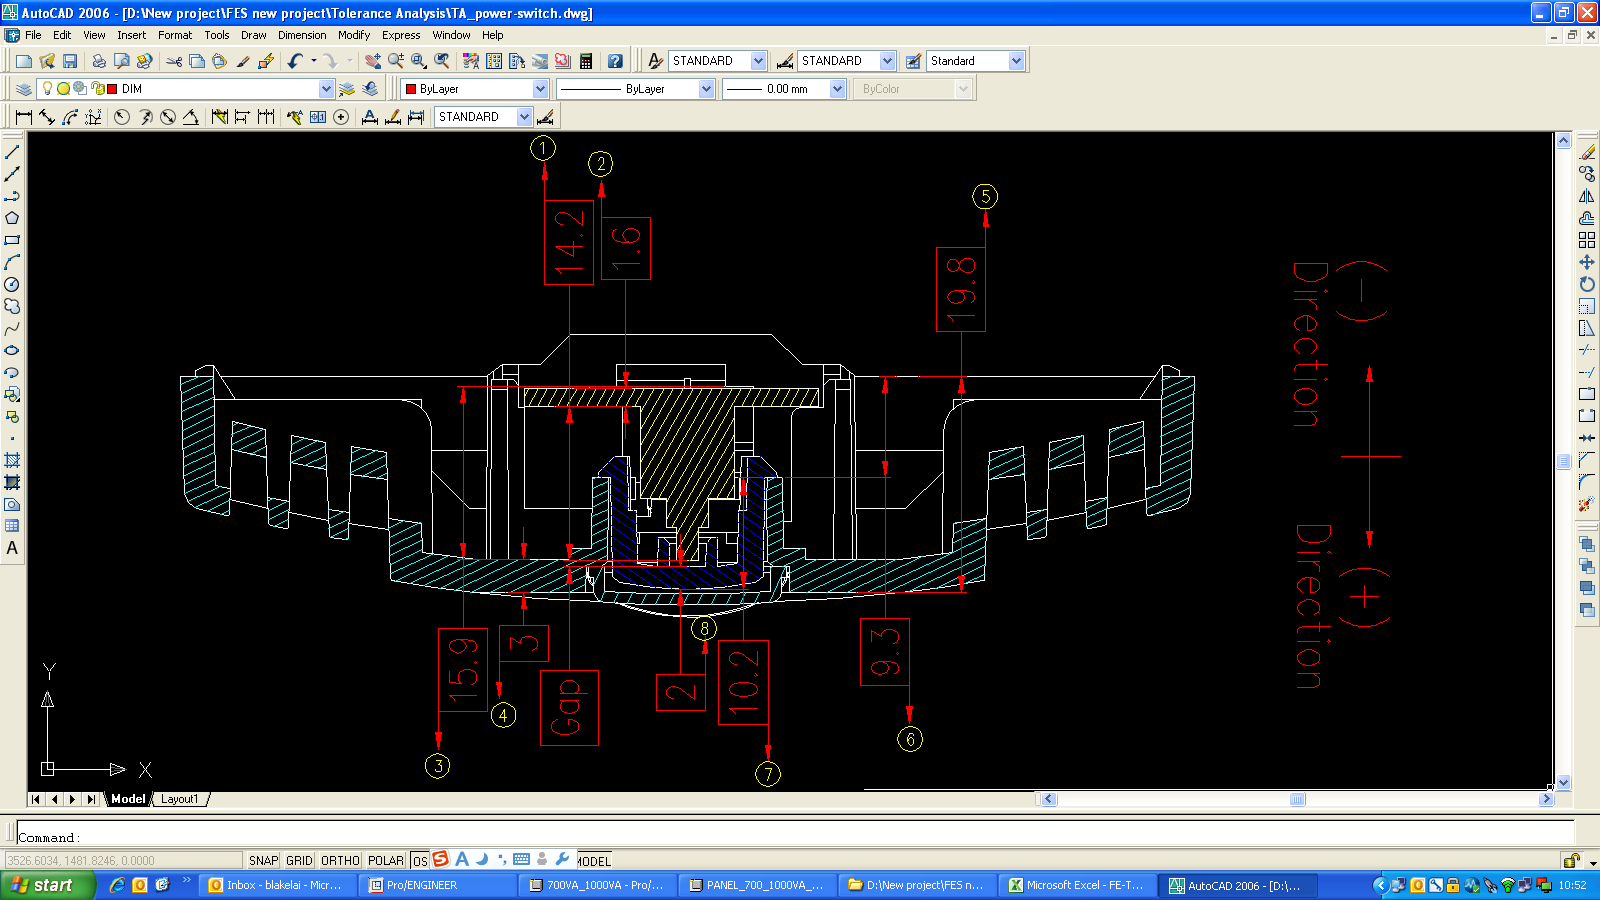 AutoCAD 2006 - [D:\New project\FES new project\Tolerance Analysis\TA_power-switch.dwg]
File Edit View Insert Format Tools Draw Dimension Modify Express Window Help
STANDARD STANDARD Standard
DIM ByLayer ByLayer 0.00 mm ByColor
STANDARD
1
2
5
14.2
1.6
19.8
(-)
Direction
Direction
(+)
8
15.9
3
Gap
2
10.2
9.3
4
6
3
7
Y
X
Model Layout1
Command:
3526.6034, 1481.8246, 0.0000 SNAP GRID ORTHO POLAR OS MODEL
start Inbox - blakelai - Micr... Pro/ENGINEER 700VA_1000VA - Pro/... PANEL_700_1000VA_... D:\New project\FES n... Microsoft Excel - FE-T... AutoCAD 2006 - [D:\... 10:52